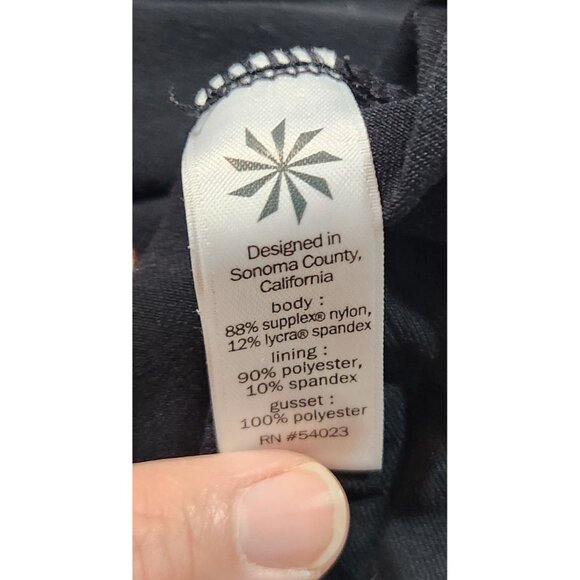 Designed in
Sonoma County,
California
body :
88% supplex® nylon,
12% lycra® spandex
lining :
90% polyester,
10% spandex
gusset :
100% polyester
RN #54023